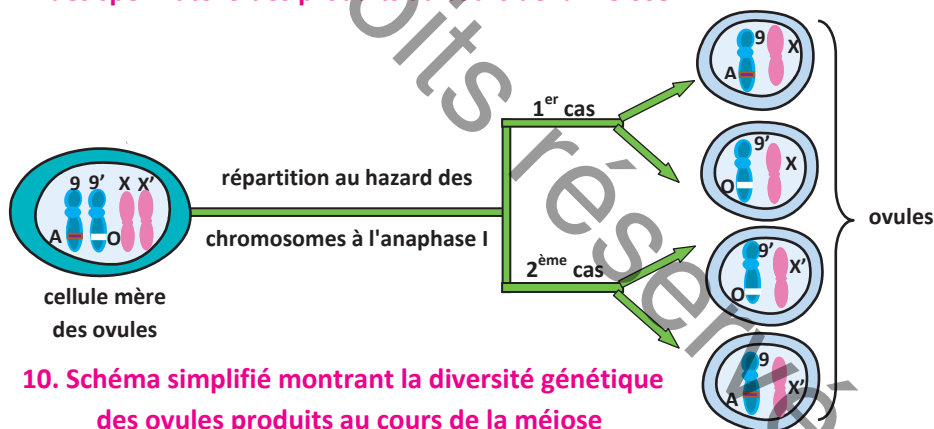 9 9' X X'
A O
cellule mère
des ovules
répartition au hazard des
chromosomes à l'anaphase I
1er cas
2ème cas
9 X
A
9' X
O
9' X'
O
9 X'
A
ovules
10. Schéma simplifié montrant la diversité génétique
des ovules produits au cours de la méiose